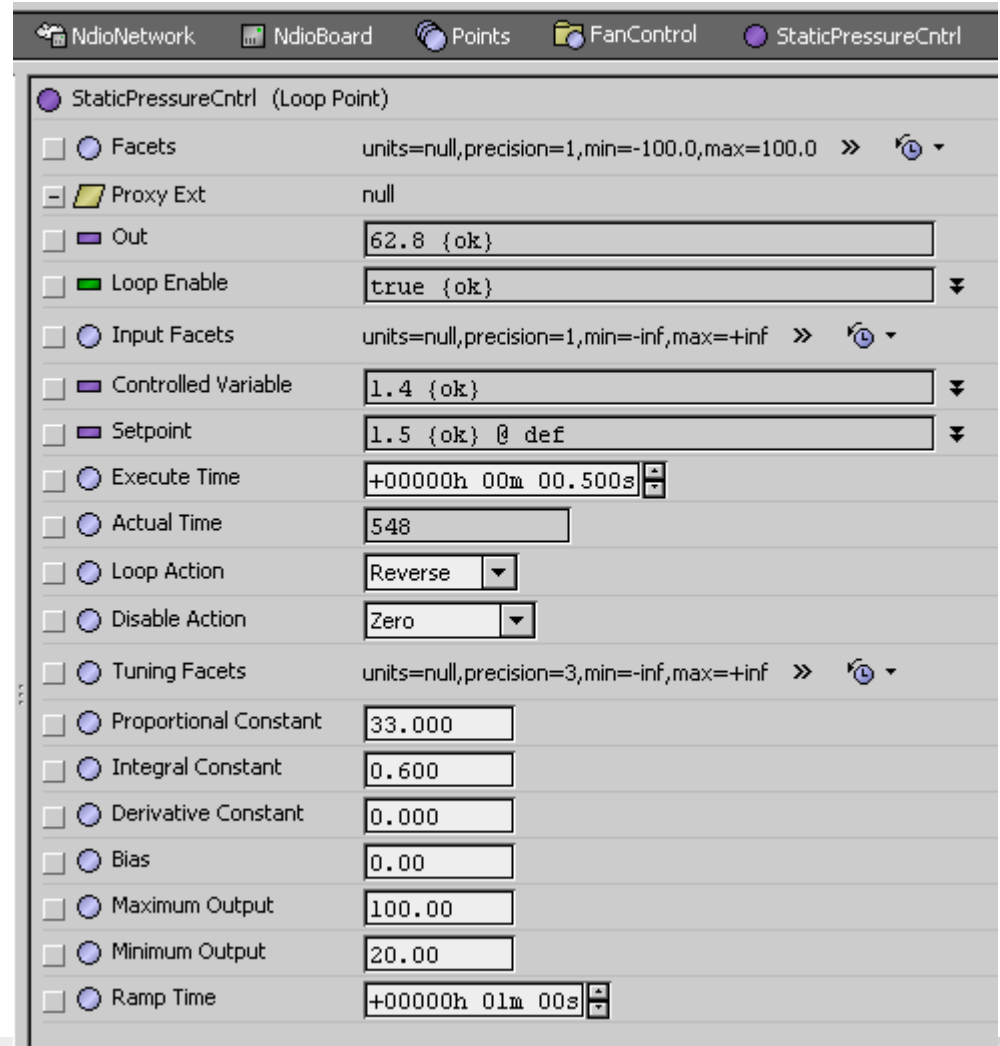 NdioNetwork NdioBoard Points FanControl StaticPressureCntrl
StaticPressureCntrl (Loop Point)
Facets units=null,precision=1,min=-100.0,max=100.0 »
Proxy Ext null
Out 62.8 {ok}
Loop Enable true {ok}
Input Facets units=null,precision=1,min=-inf,max=+inf »
Controlled Variable 1.4 {ok}
Setpoint 1.5 {ok} @ def
Execute Time +00000h 00m 00.500s
Actual Time 548
Loop Action Reverse
Disable Action Zero
Tuning Facets units=null,precision=3,min=-inf,max=+inf »
Proportional Constant 33.000
Integral Constant 0.600
Derivative Constant 0.000
Bias 0.00
Maximum Output 100.00
Minimum Output 20.00
Ramp Time +00000h 01m 00s